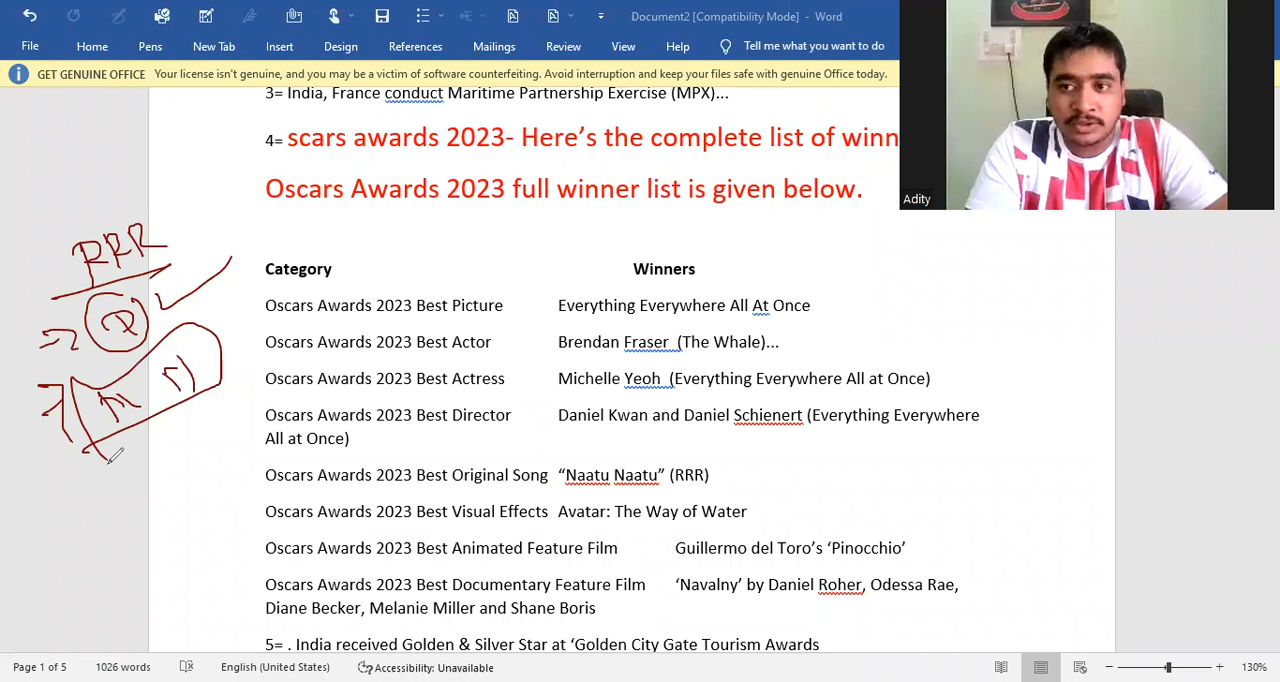 Document2 [Compatibility Mode] - Word
File Home Pens New Tab Insert Design References Mailings Review View Help Tell me what you want to do
GET GENUINE OFFICE Your license isn't genuine, and you may be a victim of software counterfeiting. Avoid interruption and keep your files safe with genuine Office today.
3= India, France conduct Maritime Partnership Exercise (MPX)...
4= scars awards 2023- Here’s the complete list of winn
Adity
Oscars Awards 2023 full winner list is given below.
RRR
Category Winners
Oscars Awards 2023 Best Picture Everything Everywhere All At Once
Oscars Awards 2023 Best Actor Brendan Fraser (The Whale)...
Oscars Awards 2023 Best Actress Michelle Yeoh (Everything Everywhere All at Once)
Oscars Awards 2023 Best Director Daniel Kwan and Daniel Schienert (Everything Everywhere
All at Once)
Oscars Awards 2023 Best Original Song “Naatu Naatu” (RRR)
Oscars Awards 2023 Best Visual Effects Avatar: The Way of Water
Oscars Awards 2023 Best Animated Feature Film Guillermo del Toro’s ‘Pinocchio’
Oscars Awards 2023 Best Documentary Feature Film ‘Navalny’ by Daniel Roher, Odessa Rae,
Diane Becker, Melanie Miller and Shane Boris
5= . India received Golden & Silver Star at ‘Golden City Gate Tourism Awards
Page 1 of 5 1026 words English (United States) Accessibility: Unavailable 130%